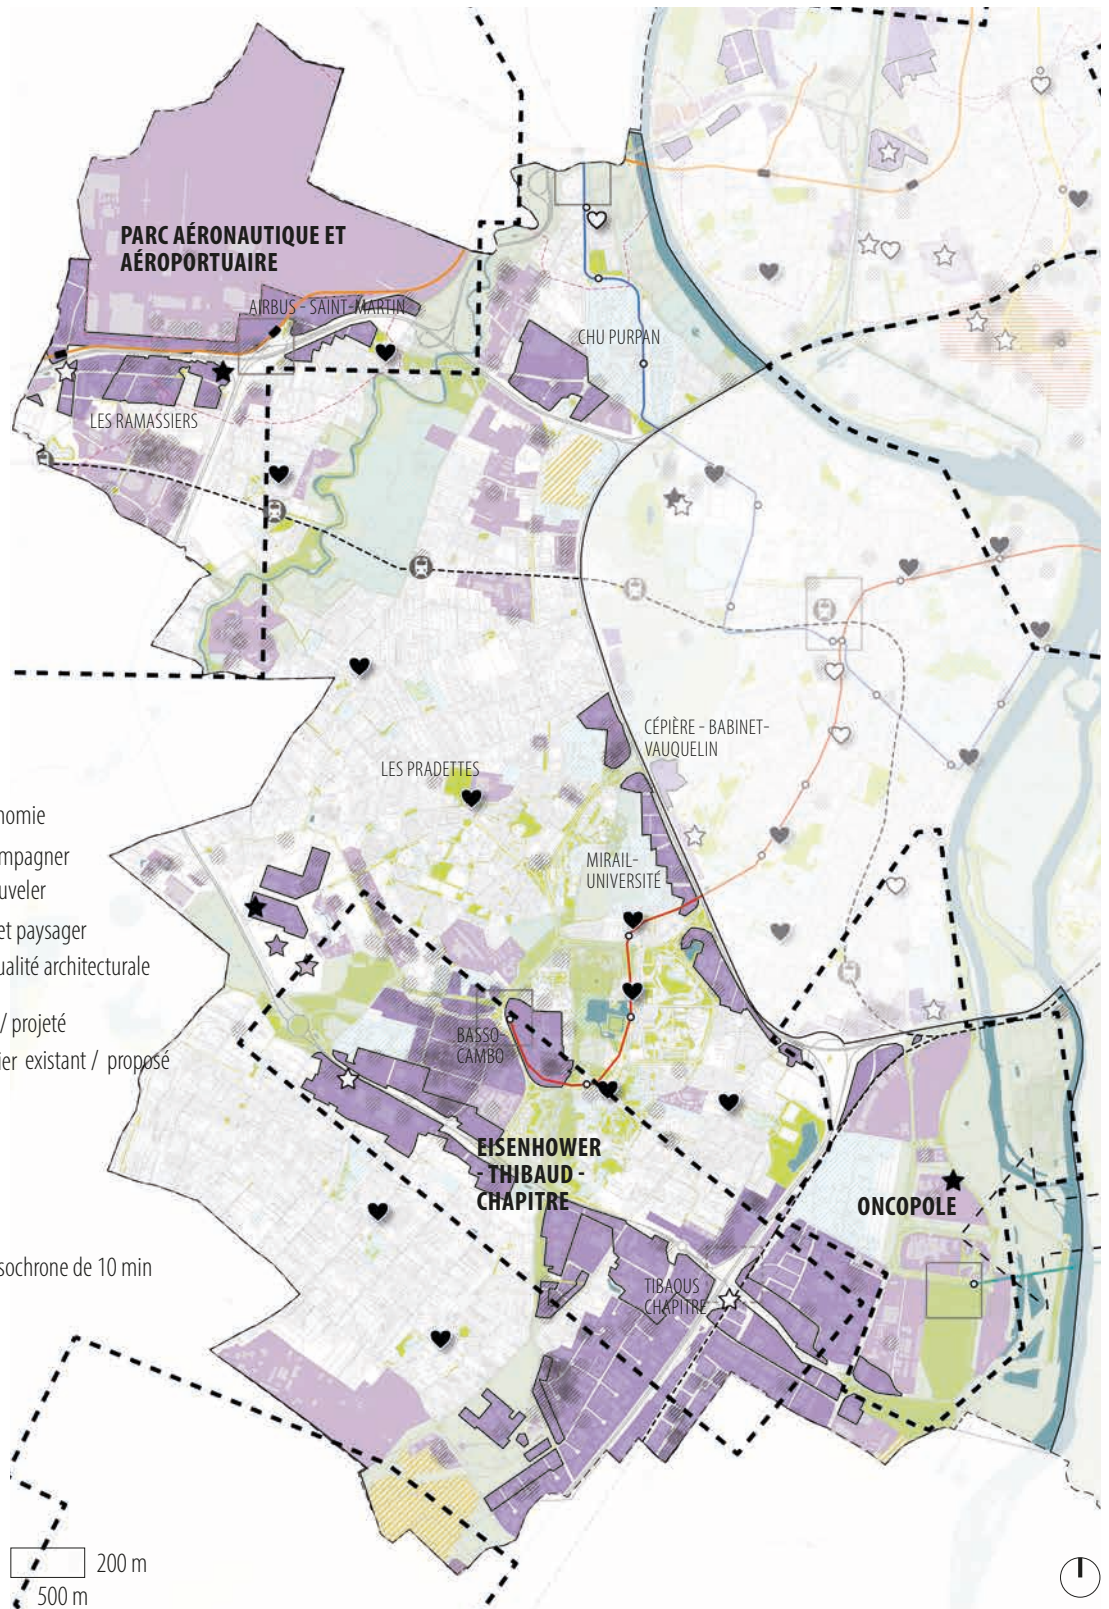 PARC AÉRONAUTIQUE ET
AÉROPORTUAIRE
AIRBUS - SAINT-MARTIN
CHU PURPAN
LES RAMASSIERS
CÉPIÈRE - BABINET-
VAUQUELIN
LES PRADETTES
nomie
mpagner
uveler
MIRAIL-
UNIVERSITÉ
et paysager
ualité architecturale
/ projeté
ier existant / proposé
BASSO-
CAMBO
EISENHOWER
- THIBAUD -
CHAPITRE
ONCOPOLE
sochrone de 10 min
TIBAOUS
CHAPITRE
200 m
500 m